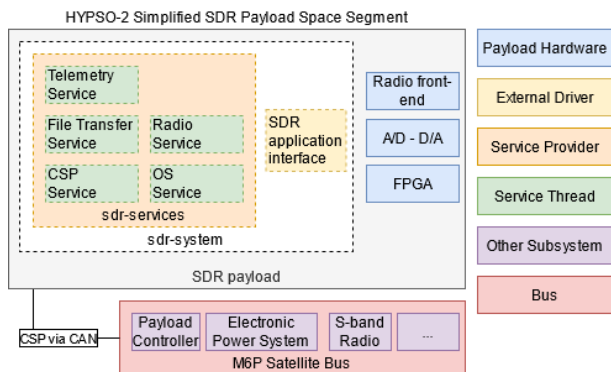 HYPSO-2 Simplified SDR Payload Space Segment
Telemetry
Service
File Transfer
Service
Radio
Service
CSP
Service
OS
Service
sdr-services
SDR
application
interface
sdr-system
Radio front-
end
A/D - D/A
FPGA
SDR payload
CSP via CAN
Payload
Controller
Electronic
Power System
S-band
Radio
...
M6P Satellite Bus
Payload Hardware
External Driver
Service Provider
Service Thread
Other Subsystem
Bus